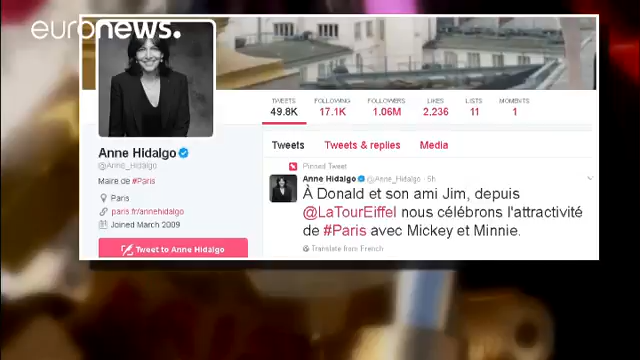 euronews.
TWEETS FOLLOWING FOLLOWERS LIKES LISTS MOMENTS
49.8K 17.1K 1.06M 2,236 11 1
Anne Hidalgo
@Anne_Hidalgo
Maire de #Paris
Paris
paris.fr/annehidalgo
Joined March 2009
Tweet to Anne Hidalgo
Tweets Tweets & replies Media
Pinned Tweet
Anne Hidalgo @Anne_Hidalgo · 5h
À Donald et son ami Jim, depuis
@LaTourEiffel nous célébrons l'attractivité
de #Paris avec Mickey et Minnie.
Translate from French